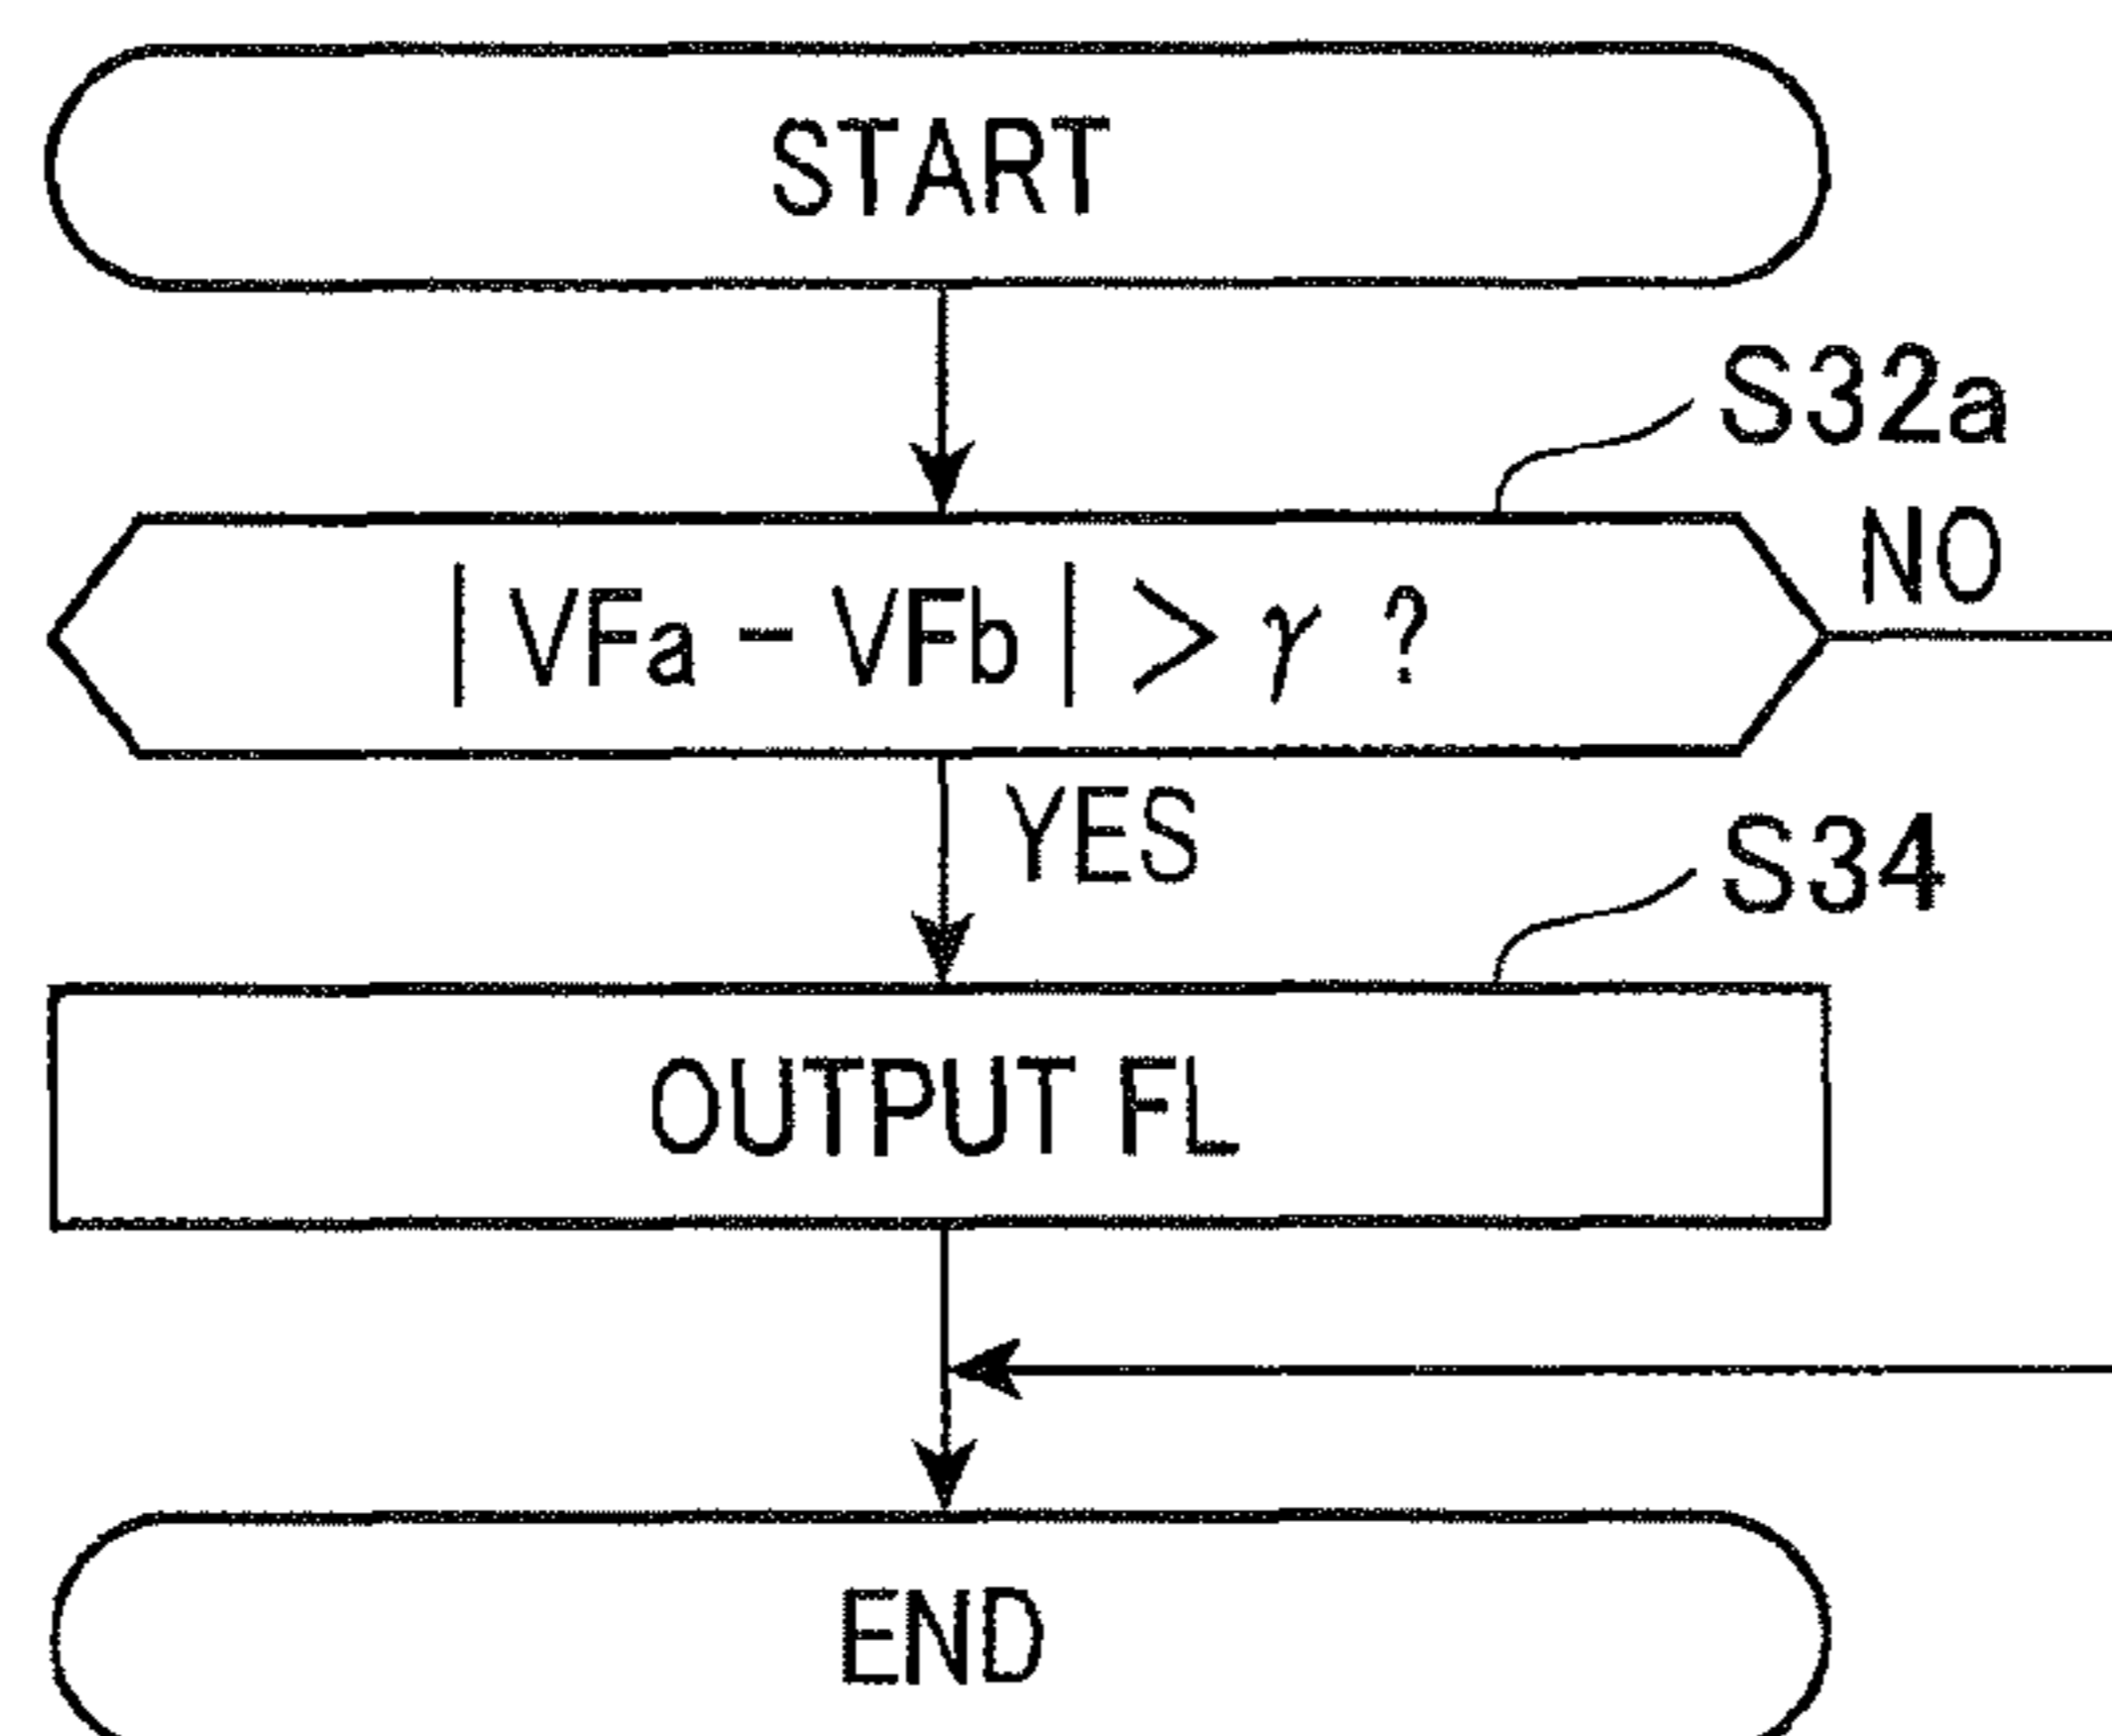 START
S32a
| VFa - VFb | > γ ?
NO
YES
S34
OUTPUT FL
END